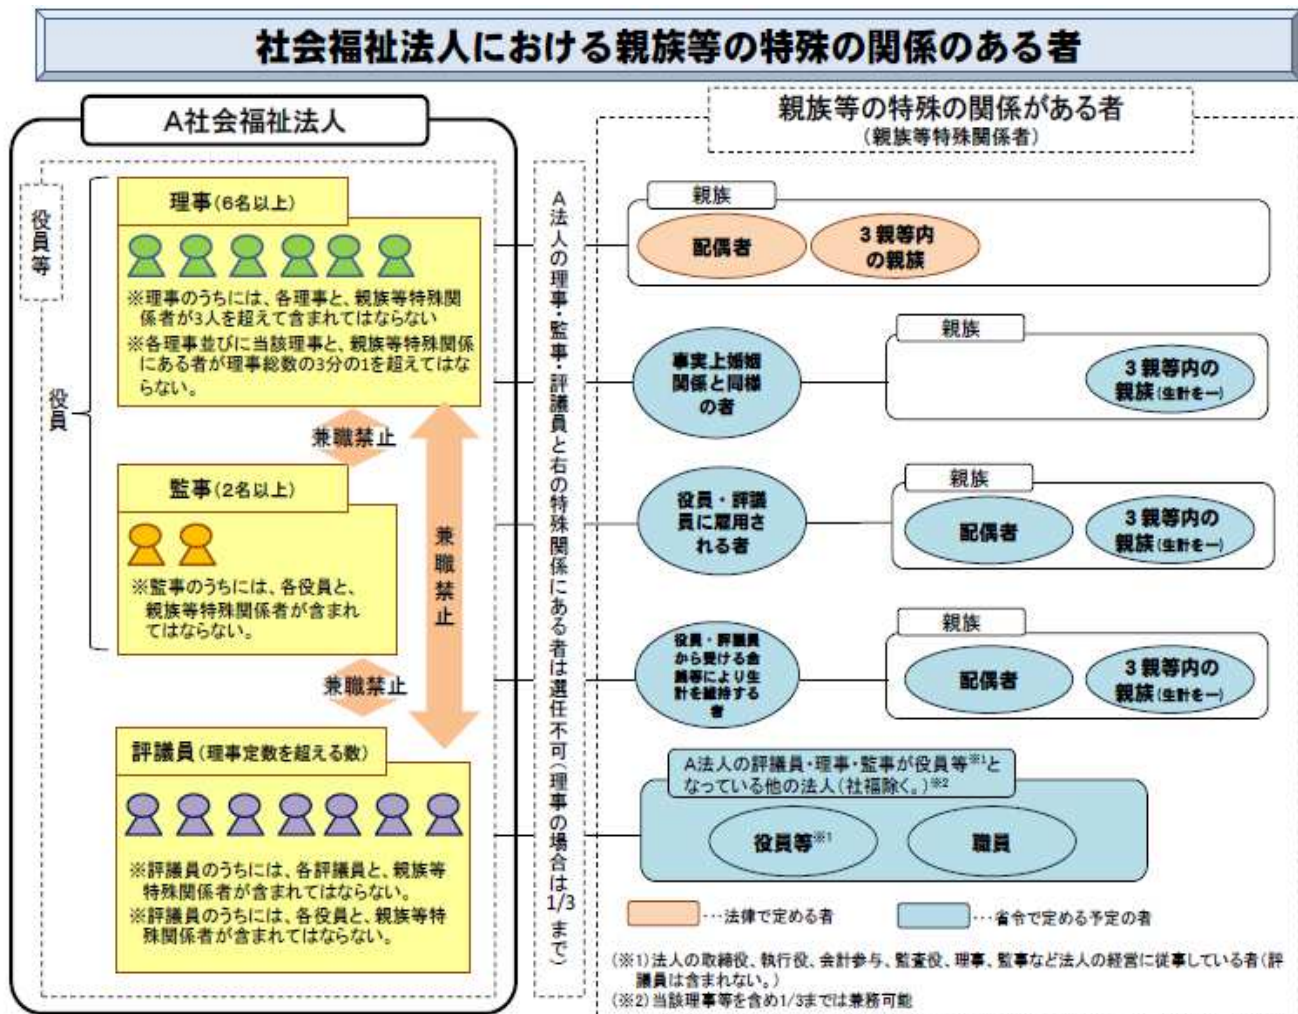 社会福祉法人における親族等の特殊の関係のある者
A社会福祉法人
役員等
役員
理事(6名以上)
※理事のうちには、各理事と、親族等特殊関
係者が3人を超えて含まれてはならない
※各理事並びに当該理事と、親族等特殊関係
にある者が理事総数の3分の1を超えてはな
らない。
兼職禁止
監事(2名以上)
※監事のうちには、各役員と、
親族等特殊関係者が含まれ
てはならない。
兼職禁止
兼職禁止
評議員(理事定数を超える数)
※評議員のうちには、各評議員と、親族等
特殊関係者が含まれてはならない。
※評議員のうちには、各役員と、親族等特
殊関係者が含まれてはならない。
A法人の理事・監事・評議員と右の特殊関係にある者は選任不可(理事の場合は1/3まで)
親族等の特殊の関係がある者
(親族等特殊関係者)
親族
配偶者
3親等内
の親族
事実上婚姻
関係と同様
の者
親族
3親等内の
親族(生計を一)
役員・評議
員に雇用さ
れる者
親族
配偶者
3親等内の
親族(生計を一)
役員・評議員
から受ける金
銭等により生
計を維持する
者
親族
配偶者
3親等内の
親族(生計を一)
A法人の評議員・理事・監事が役員等※1と
なっている他の法人(社福除く。)※2
役員等※1
職員
…法律で定める者
…省令で定める予定の者
(※1)法人の取締役、執行役、会計参与、監査役、理事、監事など法人の経営に従事している者(評
議員は含まれない。)
(※2)当該理事等を含め1/3までは兼務可能